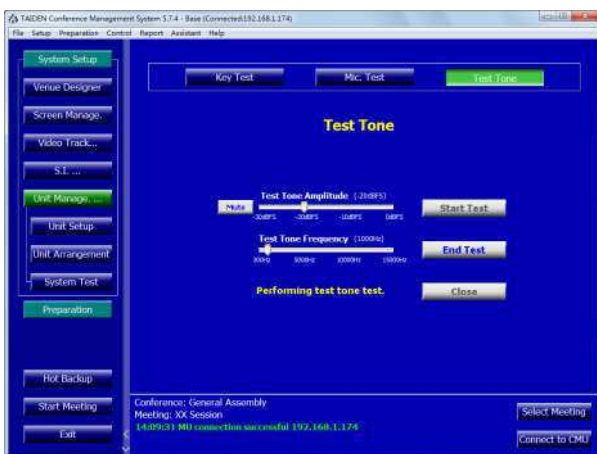 TAIDEN Conference Management System 5.7.4 - Base (Connected:192.168.1.174)
File Setup Preparation Control Report Assistant Help
System Setup
Venue Designer
Screen Manage.
Video Track...
S.I. ...
Unit Manage. ...
Unit Setup
Unit Arrangement
System Test
Preparation
Hot Backup
Start Meeting
Exit
Key Test Mic. Test Test Tone
Test Tone
Test Tone Amplitude (-20dBFS)
Mute
-30dBFS -20dBFS -10dBFS 0dBFS
Start Test
Test Tone Frequency (1000Hz)
300Hz 5000Hz 10000Hz 15000Hz
End Test
Performing test tone test.
Close
Conference: General Assembly
Meeting: XX Session
14:09:31 MU connection successful 192.168.1.174
Select Meeting
Connect to CMU